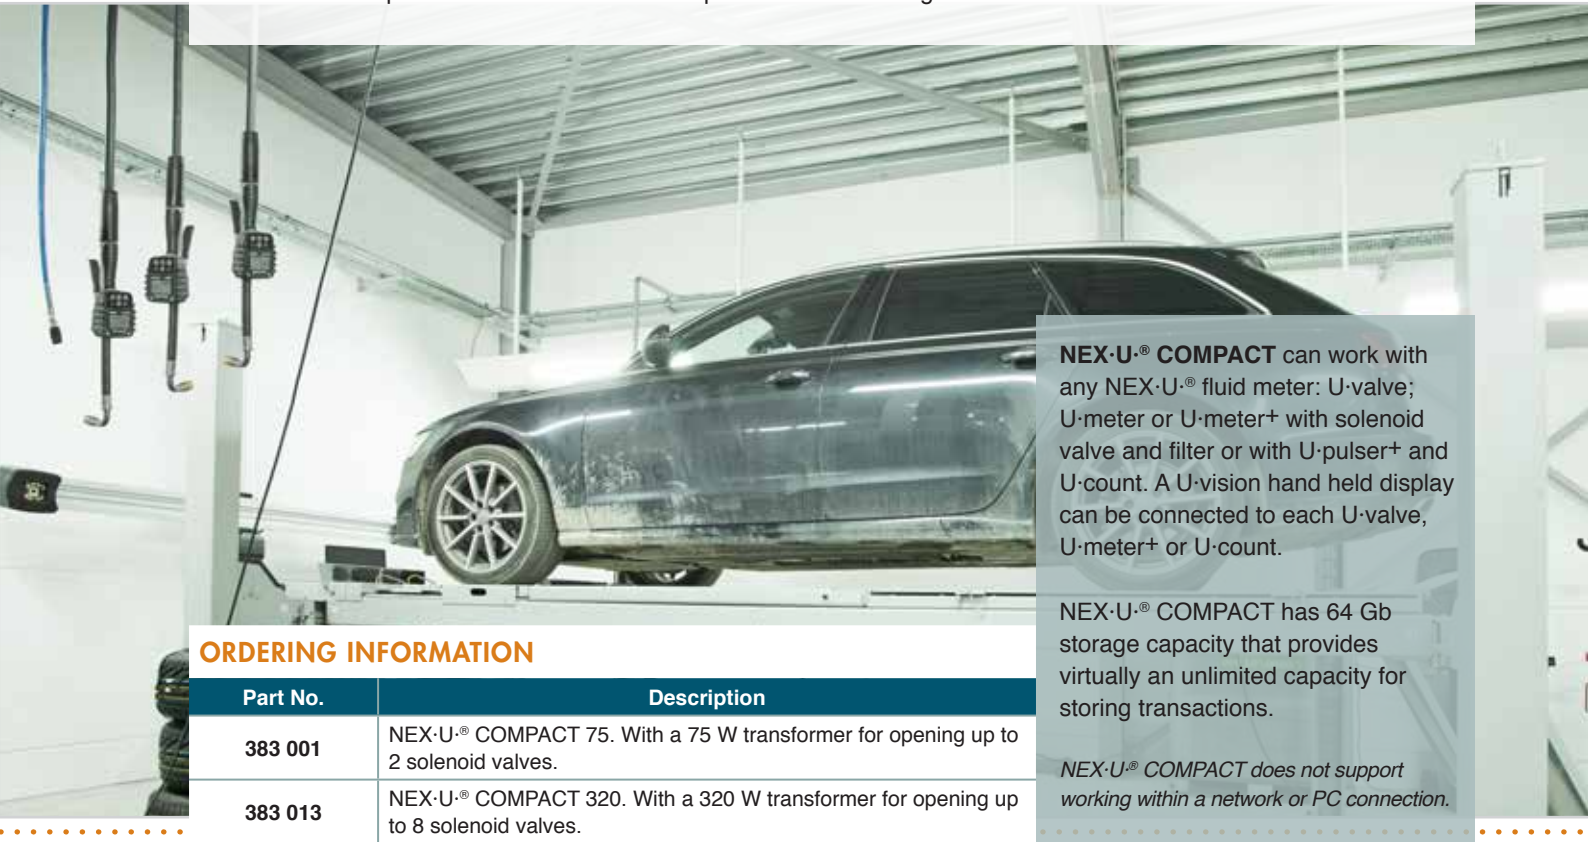 NEX·U·® COMPACT can work with
any NEX·U·® fluid meter: U·valve;
U·meter or U·meter+ with solenoid
valve and filter or with U·pulser+ and
U·count. A U·vision hand held display
can be connected to each U·valve,
U·meter+ or U·count.
NEX·U·® COMPACT has 64 Gb
storage capacity that provides
virtually an unlimited capacity for
storing transactions.
NEX·U·® COMPACT does not support
working within a network or PC connection.
ORDERING INFORMATION
Part No. Description
383 001 NEX·U·® COMPACT 75. With a 75 W transformer for opening up to
2 solenoid valves.
383 013 NEX·U·® COMPACT 320. With a 320 W transformer for opening up
to 8 solenoid valves.